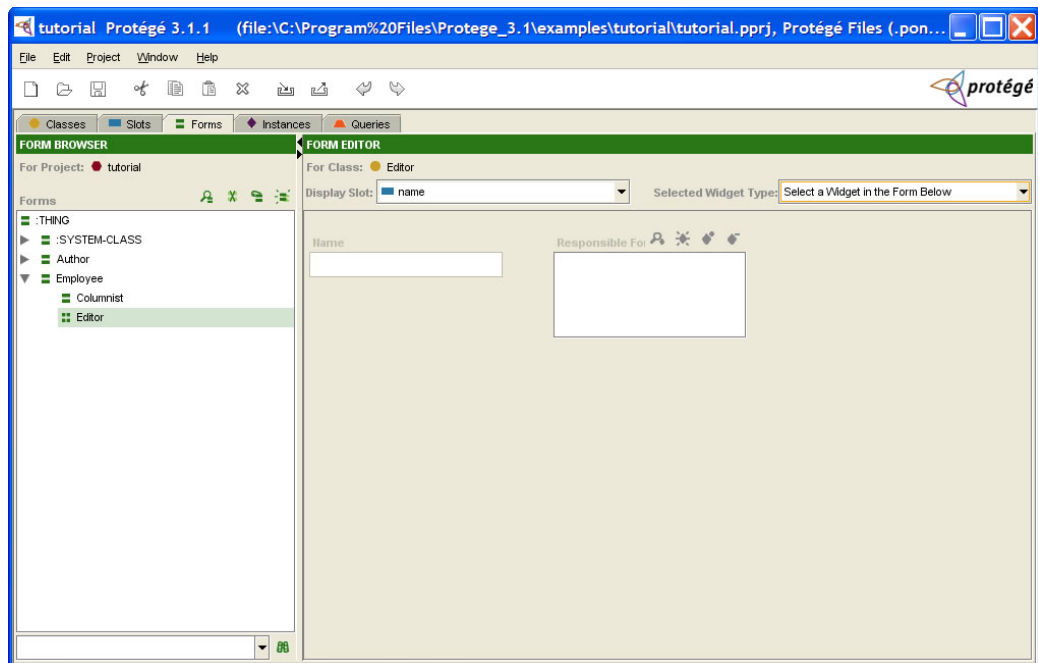 tutorial Protégé 3.1.1 (file:\C:\Program%20Files\Protege_3.1\examples\tutorial\tutorial.pprj, Protégé Files (.pon...
File Edit Project Window Help
protégé
Classes Slots Forms Instances Queries
FORM BROWSER
FORM EDITOR
For Project: tutorial
For Class: Editor
Display Slot: name
Selected Widget Type: Select a Widget in the Form Below
Forms
:THING
:SYSTEM-CLASS
Author
Employee
Columnist
Editor
Name
Responsible For